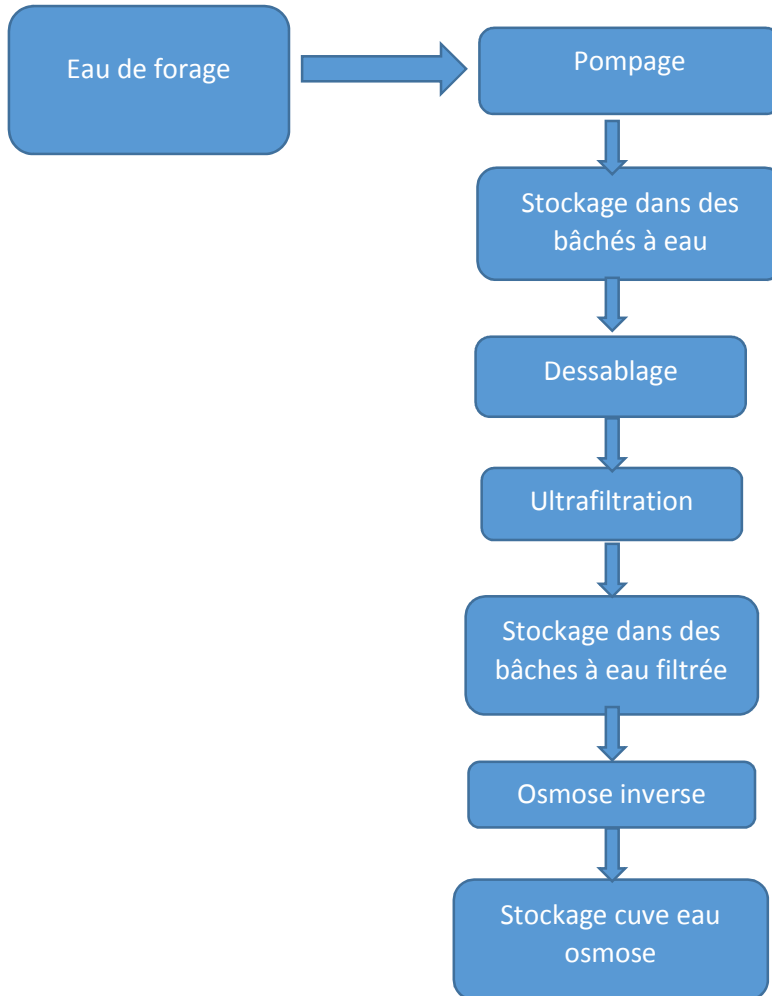 Eau de forage
Pompage
Stockage dans des
bâchés à eau
Dessablage
Ultrafiltration
Stockage dans des
bâches à eau filtrée
Osmose inverse
Stockage cuve eau
osmose